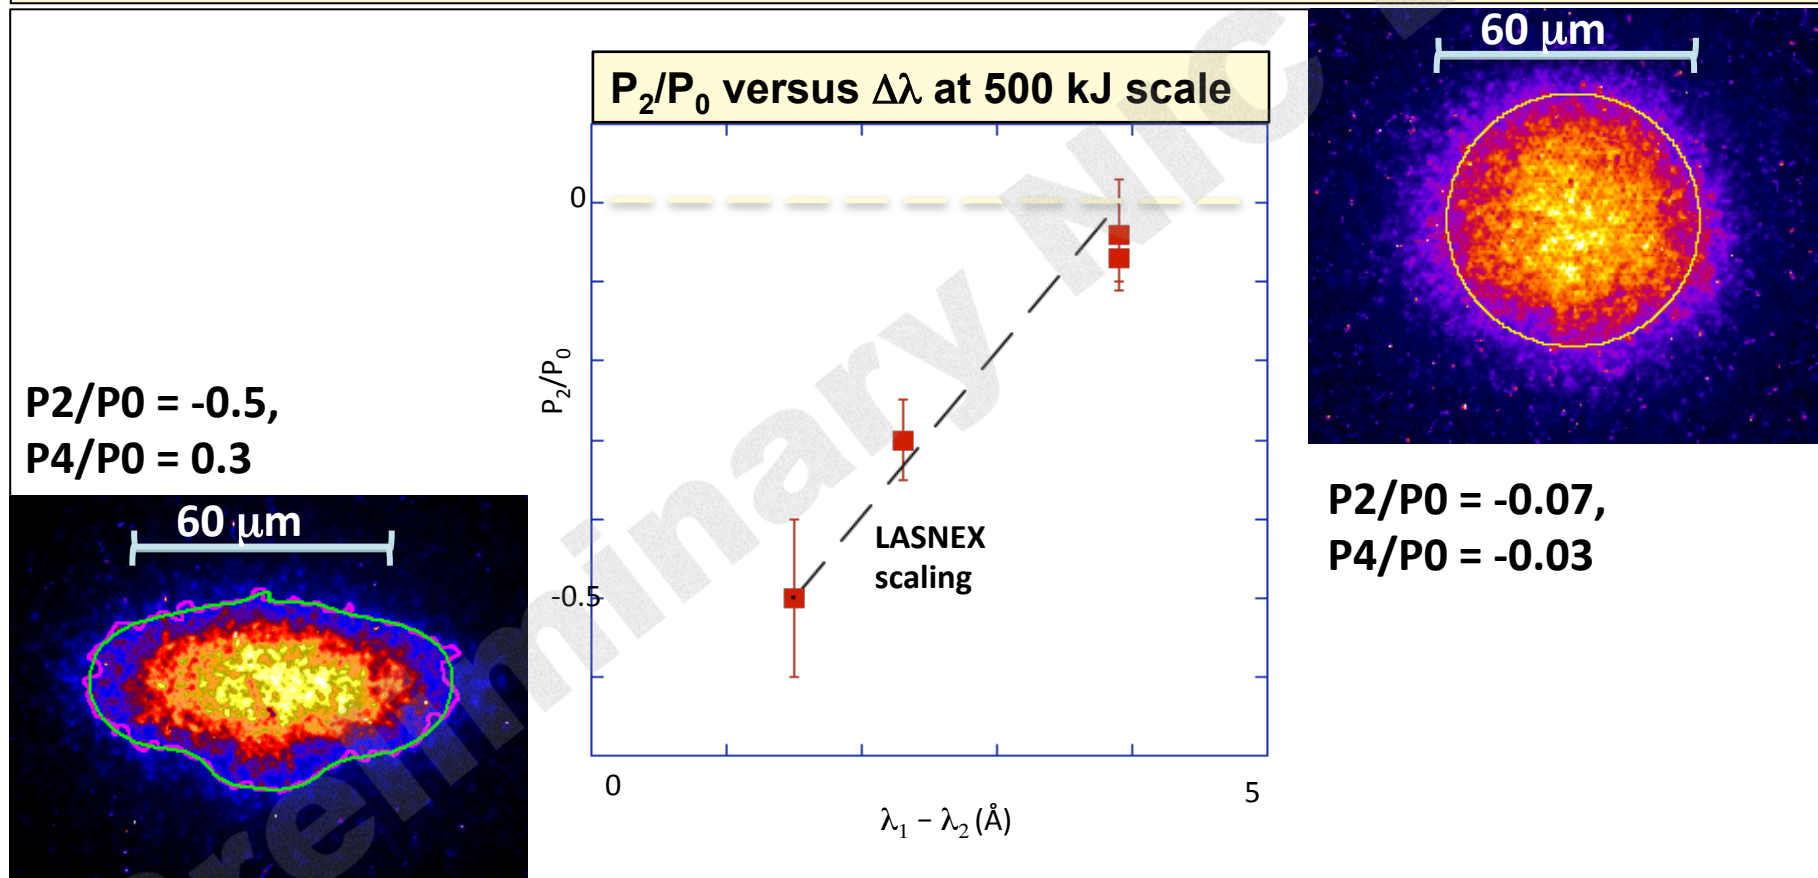 P₂/P₀ versus Δλ at 500 kJ scale
60 μm
0
P₂/P₀
P2/P0 = -0.5,
P4/P0 = 0.3
P2/P0 = -0.07,
P4/P0 = -0.03
60 μm
LASNEX
scaling
-0.5
0
5
λ₁ − λ₂ (Å)
reliminary NIC